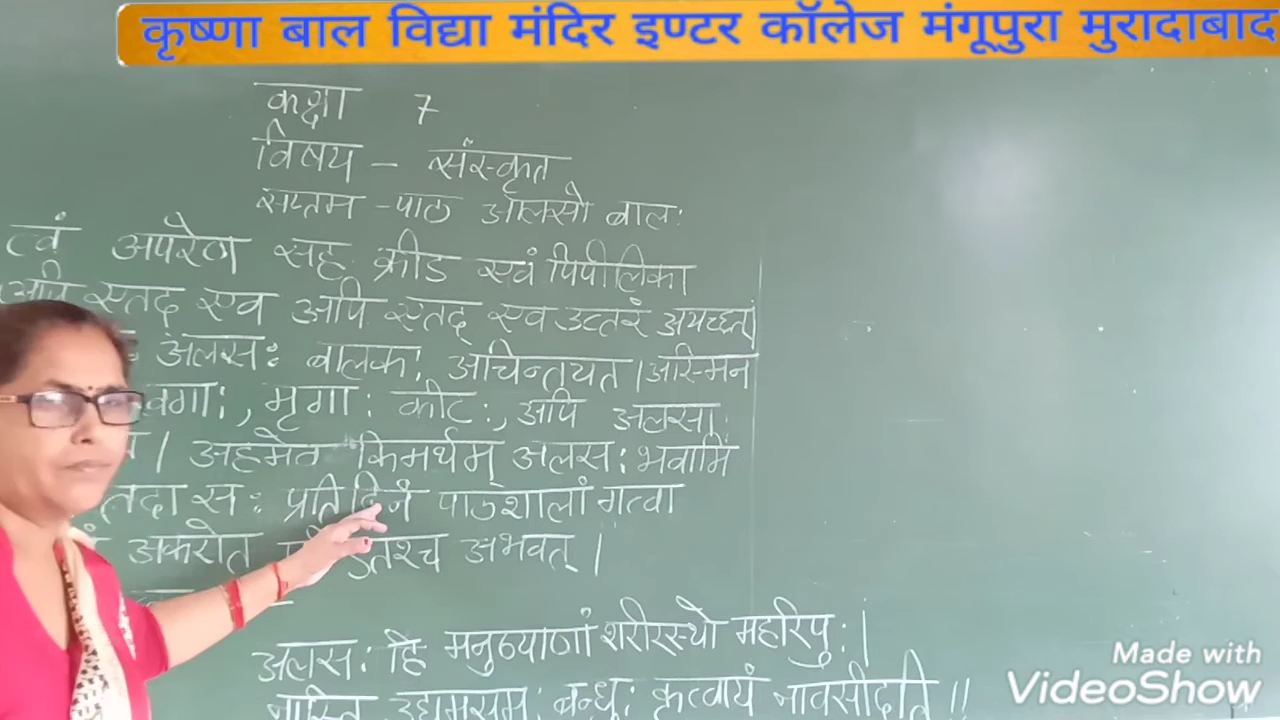 कृष्णा बाल विद्या मंदिर इण्टर कॉलेज मंगूपुरा मुरादाबाद
कक्षा 7
विषय - संस्कृत
सप्तम - पाठ आलसो बालः
त्वं अपरेण सह क्रीड एवं पिपीलिका
अपि एतद् एव अपि एतद् एव उत्तरं अयच्छत्।
अलसः बालकः अचिन्तयत । अस्मिन
खगाः, मृगाः कीटः, अपि अलसाः
। अहमेव किमर्थम् अलसः भवामि
तदा सः प्रति दिनं पाठशालां गत्वा
अकरोत अभवत् ।
अलसः हि मनुष्याणां शरीरस्थो महारिपुः।
नास्ति उद्यमसमः बन्धुः कृत्वायं नावसीदति ॥
Made with
VideoShow